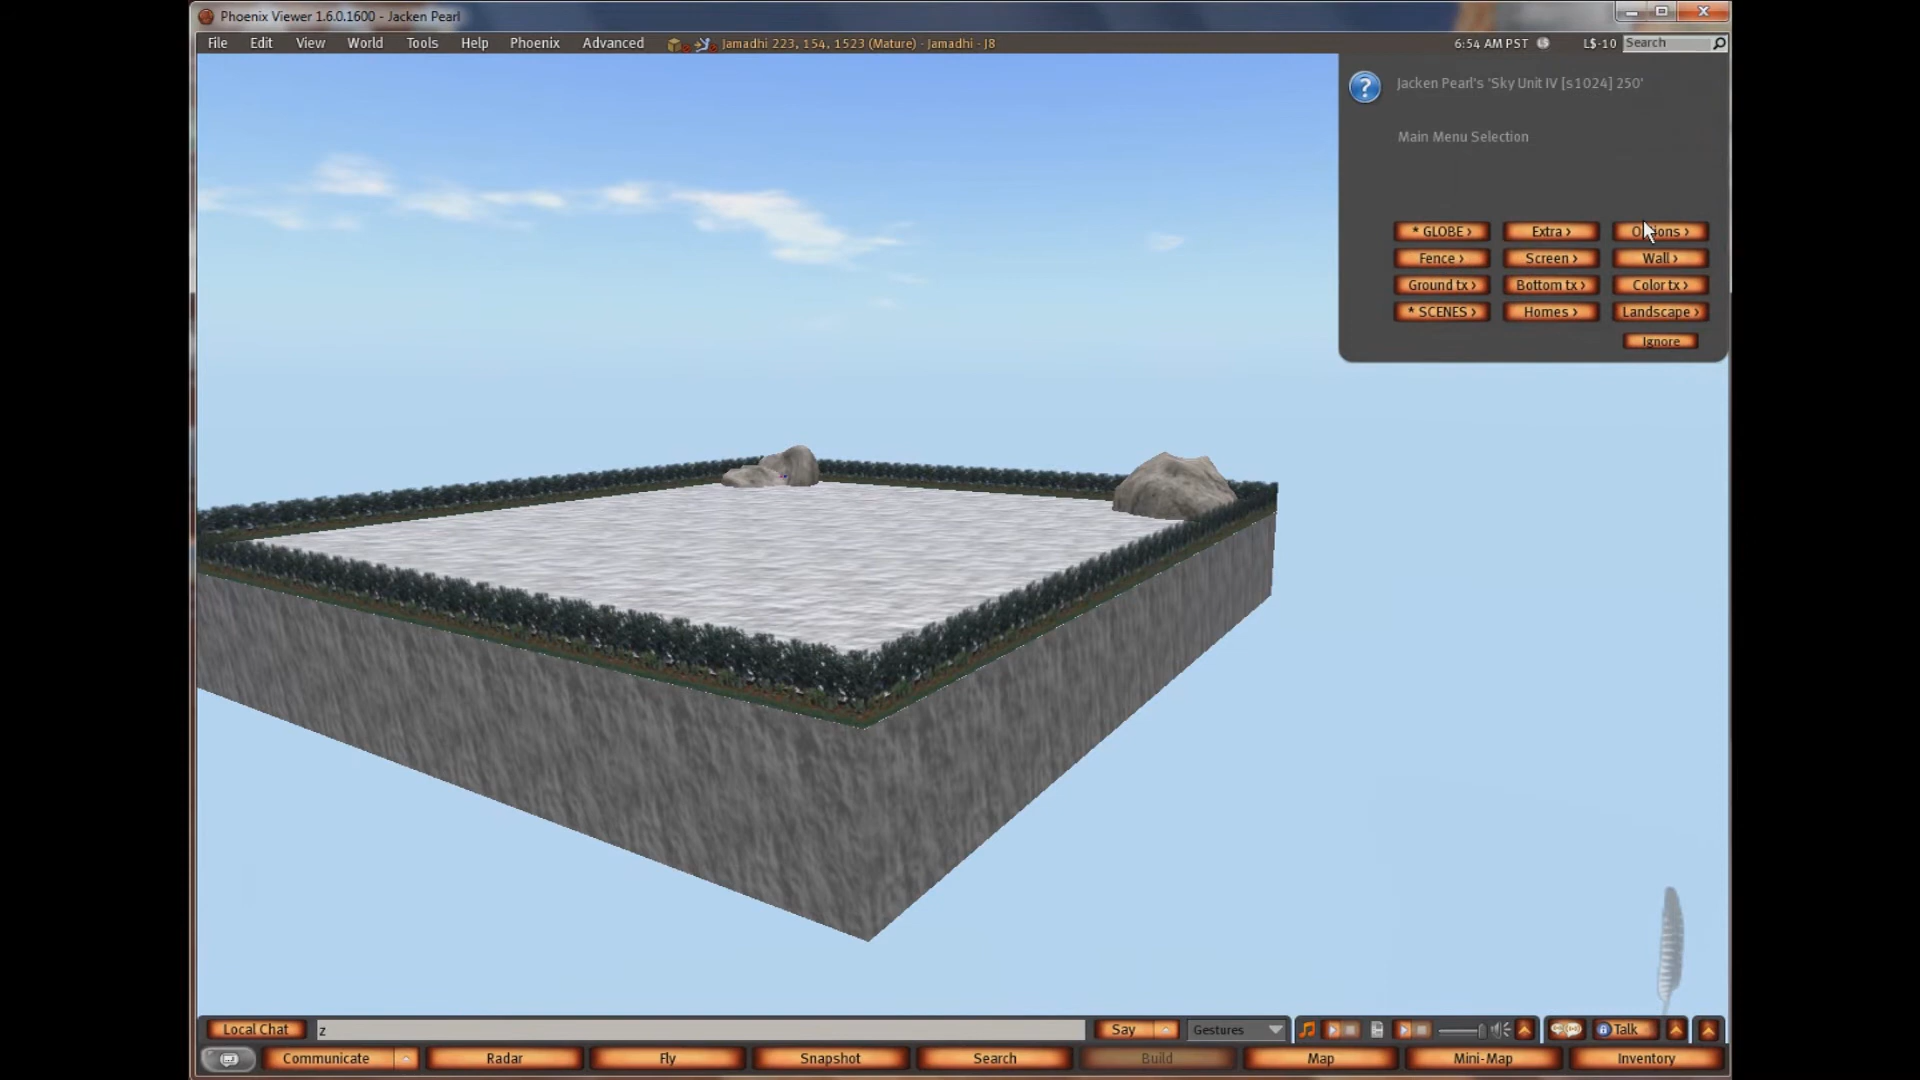 Phoenix Viewer 1.6.0.1600 - Jacken Pearl
File Edit View World Tools Help Phoenix Advanced Jamadhi 223, 154, 1523 (Mature) - Jamadhi - J8 6:54 AM PST L$-10 Search
Jacken Pearl's 'Sky Unit IV [s1024] 250'
Main Menu Selection
* GLOBE › Extra › Options ›
Fence › Screen › Wall ›
Ground tx › Bottom tx › Color tx ›
* SCENES › Homes › Landscape ›
Ignore
Local Chat z Say Gestures Talk
Communicate Radar Fly Snapshot Search Build Map Mini-Map Inventory